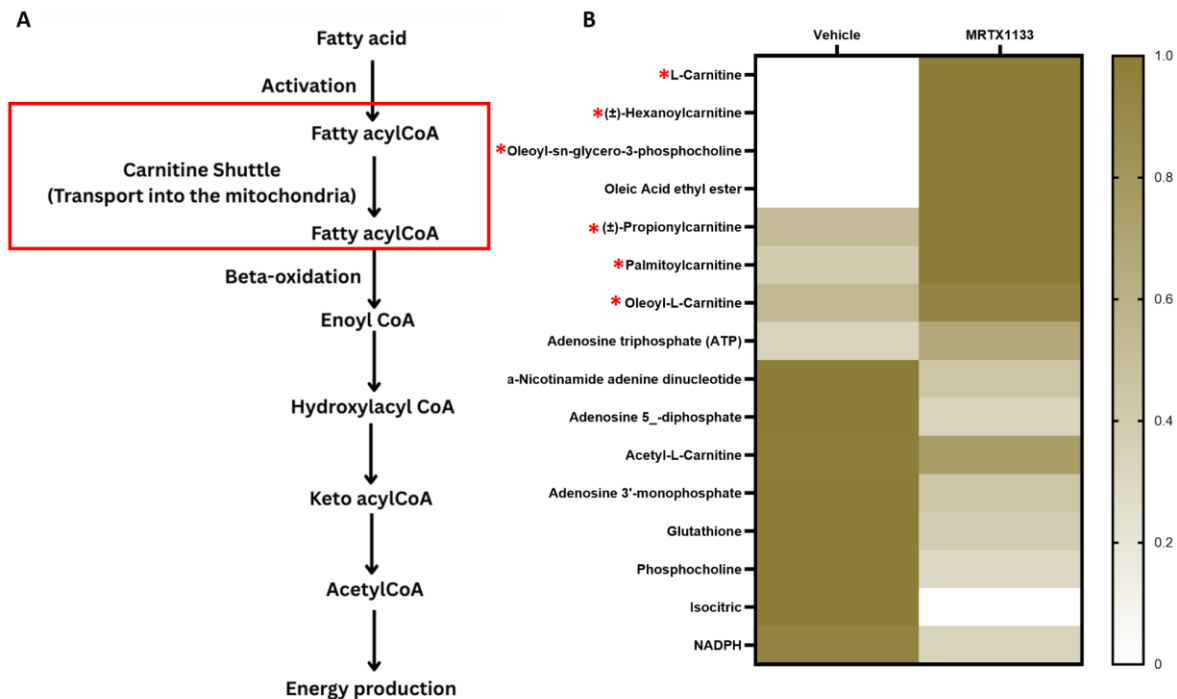 A
Fatty acid
Activation
Fatty acylCoA
Carnitine Shuttle
(Transport into the mitochondria)
Fatty acylCoA
Beta-oxidation
Enoyl CoA
Hydroxylacyl CoA
Keto acylCoA
AcetylCoA
Energy production
B
Vehicle MRTX1133
*L-Carnitine
*(±)-Hexanoylcarnitine
*Oleoyl-sn-glycero-3-phosphocholine
Oleic Acid ethyl ester
*(±)-Propionylcarnitine
*Palmitoylcarnitine
*Oleoyl-L-Carnitine
Adenosine triphosphate (ATP)
a-Nicotinamide adenine dinucleotide
Adenosine 5_-diphosphate
Acetyl-L-Carnitine
Adenosine 3'-monophosphate
Glutathione
Phosphocholine
Isocitric
NADPH
1.0
0.8
0.6
0.4
0.2
0